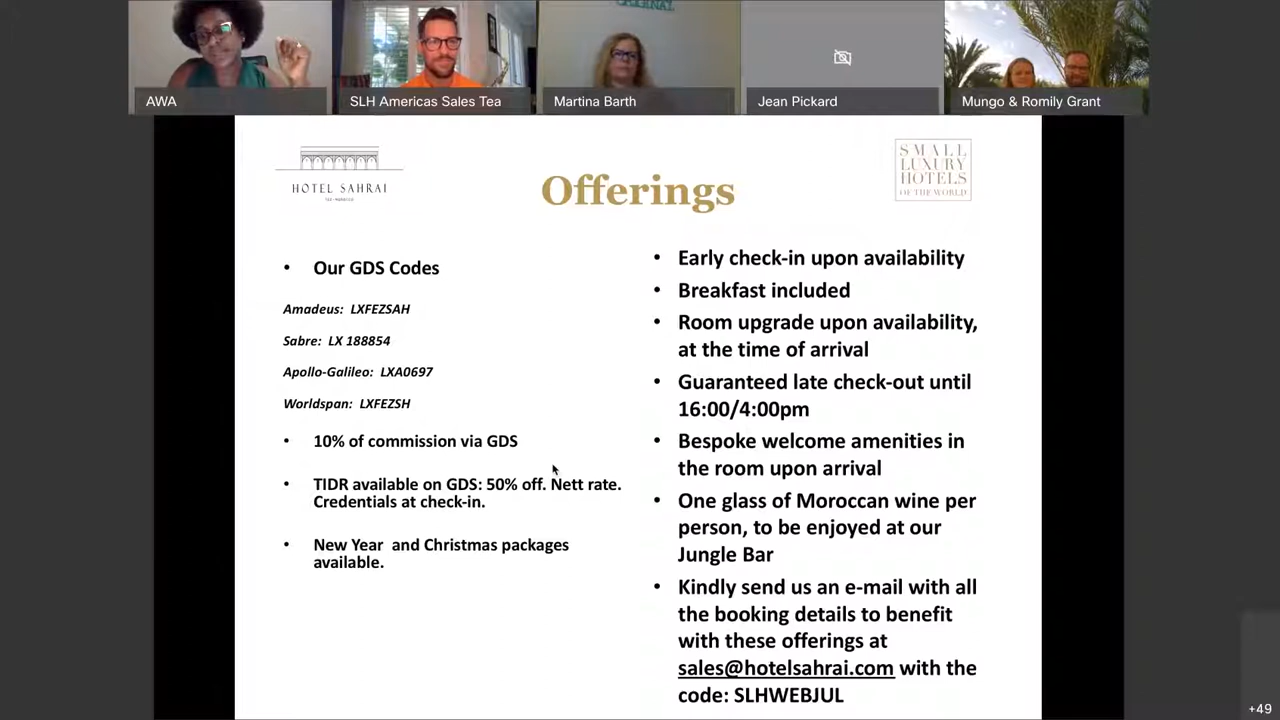 ORIGINAL
AWA
SLH Americas Sales Tea
Martina Barth
Jean Pickard
Mungo & Romily Grant
HOTEL SAHRAI
FEZ - MOROCCO
SMALL
LUXURY
HOTELS
OF THE WORLD
Offerings
• Our GDS Codes
Amadeus: LXFEZSAH
Sabre: LX 188854
Apollo-Galileo: LXA0697
Worldspan: LXFEZSH
• 10% of commission via GDS
• TIDR available on GDS: 50% off. Nett rate.
Credentials at check-in.
• New Year and Christmas packages
available.
• Early check-in upon availability
• Breakfast included
• Room upgrade upon availability,
at the time of arrival
• Guaranteed late check-out until
16:00/4:00pm
• Bespoke welcome amenities in
the room upon arrival
• One glass of Moroccan wine per
person, to be enjoyed at our
Jungle Bar
• Kindly send us an e-mail with all
the booking details to benefit
with these offerings at
sales@hotelsahrai.com with the
code: SLHWEBJUL
+49